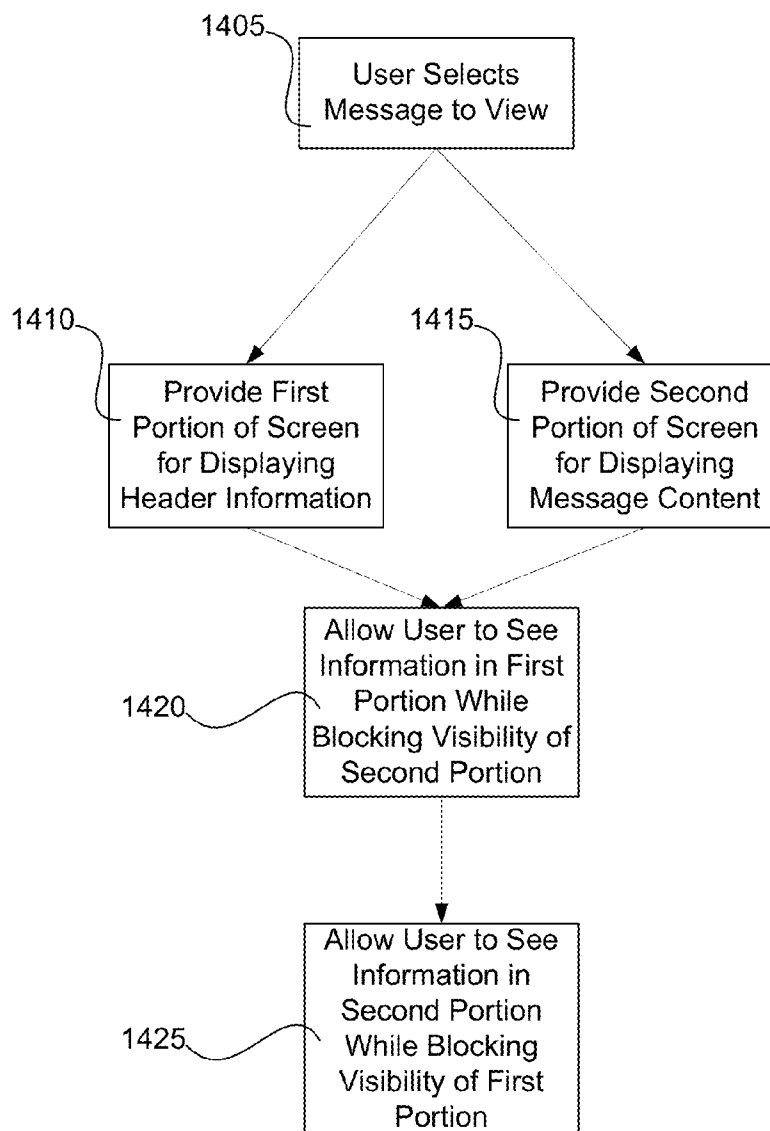 1405
User Selects
Message to View
1410
Provide First
Portion of Screen
for Displaying
Header Information
1415
Provide Second
Portion of Screen
for Displaying
Message Content
1420
Allow User to See
Information in First
Portion While
Blocking Visibility of
Second Portion
1425
Allow User to See
Information in
Second Portion
While Blocking
Visibility of First
Portion